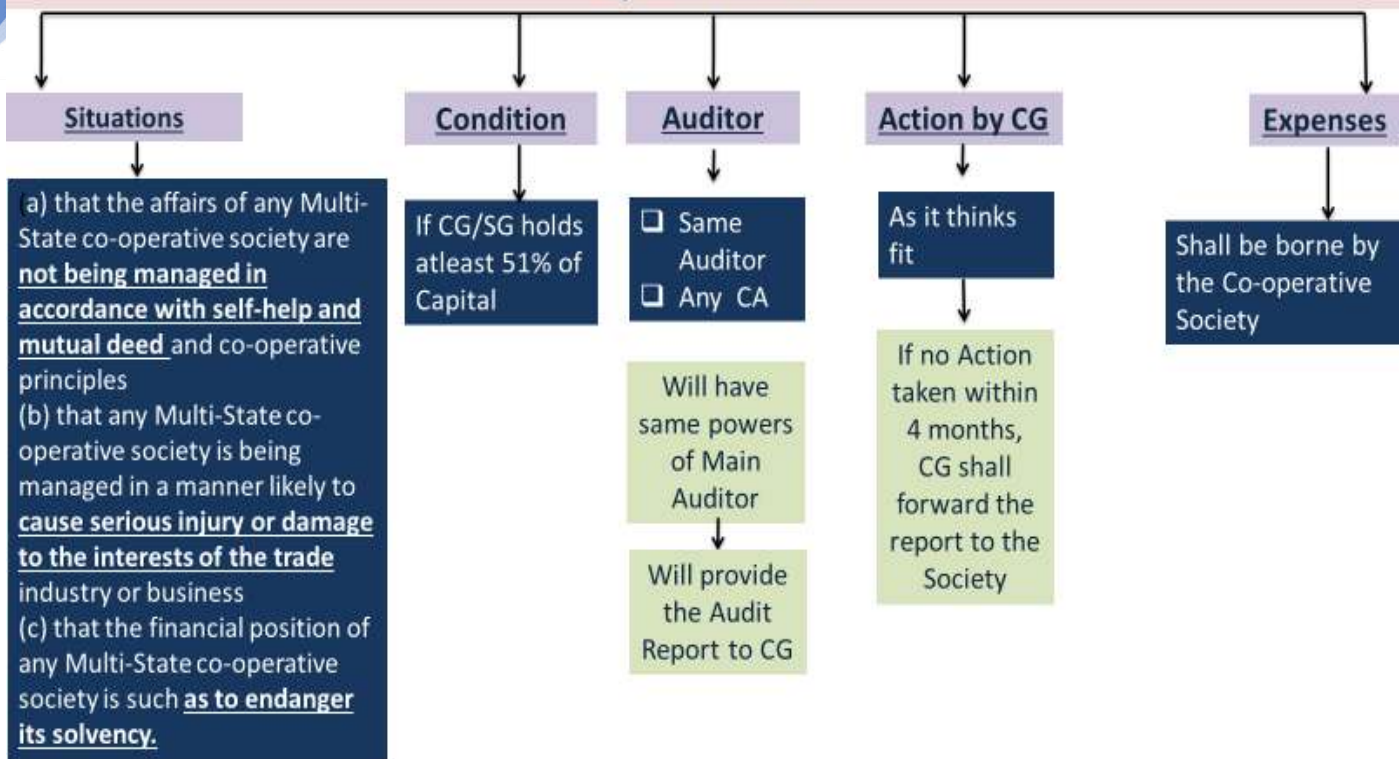 Situations
(a) that the affairs of any Multi-
State co-operative society are
not being managed in
accordance with self-help and
mutual deed and co-operative
principles
(b) that any Multi-State co-
operative society is being
managed in a manner likely to
cause serious injury or damage
to the interests of the trade
industry or business
(c) that the financial position of
any Multi-State co-operative
society is such as to endanger
its solvency.
Condition
If CG/SG holds
atleast 51% of
Capital
Auditor
❑ Same
Auditor
❑ Any CA
Will have
same powers
of Main
Auditor
Will provide
the Audit
Report to CG
Action by CG
As it thinks
fit
If no Action
taken within
4 months,
CG shall
forward the
report to the
Society
Expenses
Shall be borne by
the Co-operative
Society